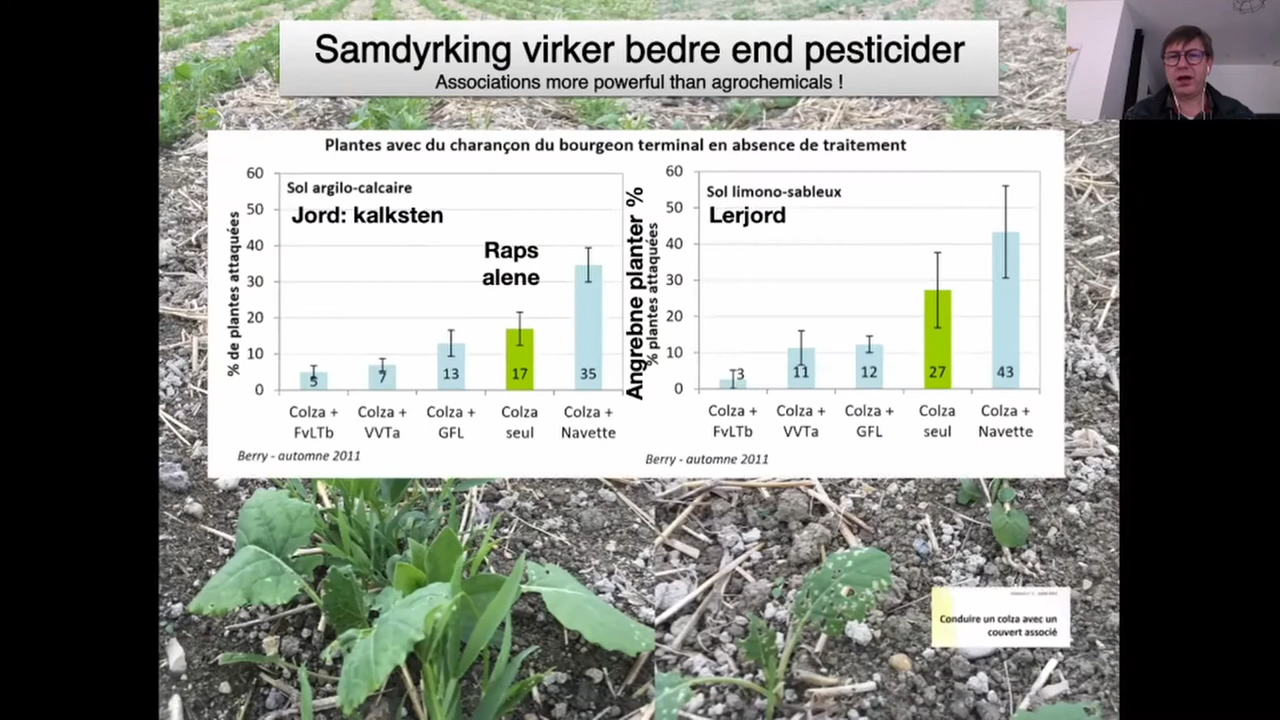 Samdyrking virker bedre end pesticider
Associations more powerful than agrochemicals !
Plantes avec du charançon du bourgeon terminal en absence de traitement
% de plantes attaquées
60
50
40
30
20
10
0
Sol argilo-calcaire
Jord: kalksten
Raps
alene
5
7
13
17
35
Colza +
FvLTb
Colza +
VVTa
Colza +
GFL
Colza
seul
Colza +
Navette
Berry - automne 2011
Angrebne planter %
% plantes attaquées
60
50
40
30
20
10
0
Sol limono-sableux
Lerjord
3
11
12
27
43
Colza +
FvLTb
Colza +
VVTa
Colza +
GFL
Colza
seul
Colza +
Navette
Berry - automne 2011
Conduire un colza avec un
couvert associé